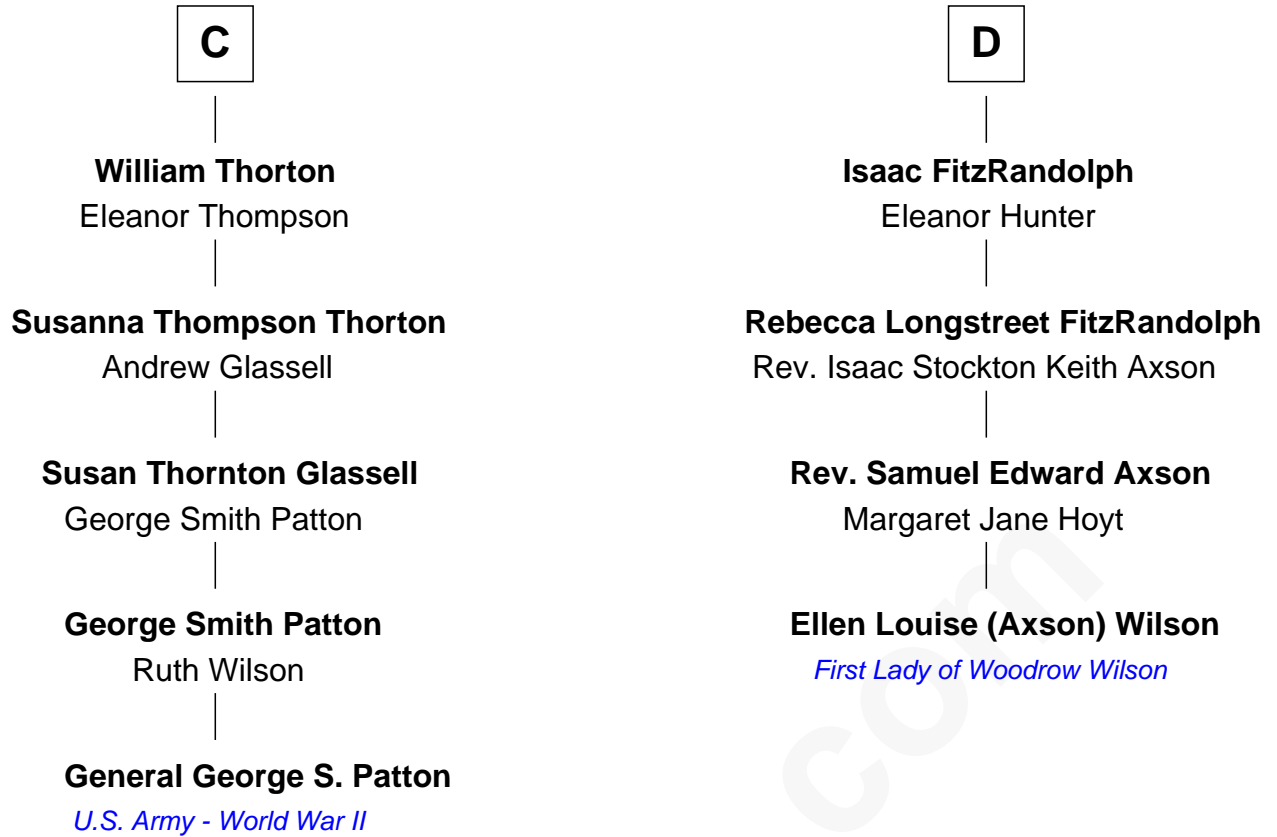 C
William Thorton
Eleanor Thompson
Susanna Thompson Thorton
Andrew Glassell
Susan Thornton Glassell
George Smith Patton
George Smith Patton
Ruth Wilson
General George S. Patton
U.S. Army - World War II
D
Isaac FitzRandolph
Eleanor Hunter
Rebecca Longstreet FitzRandolph
Rev. Isaac Stockton Keith Axson
Rev. Samuel Edward Axson
Margaret Jane Hoyt
Ellen Louise (Axson) Wilson
First Lady of Woodrow Wilson
com